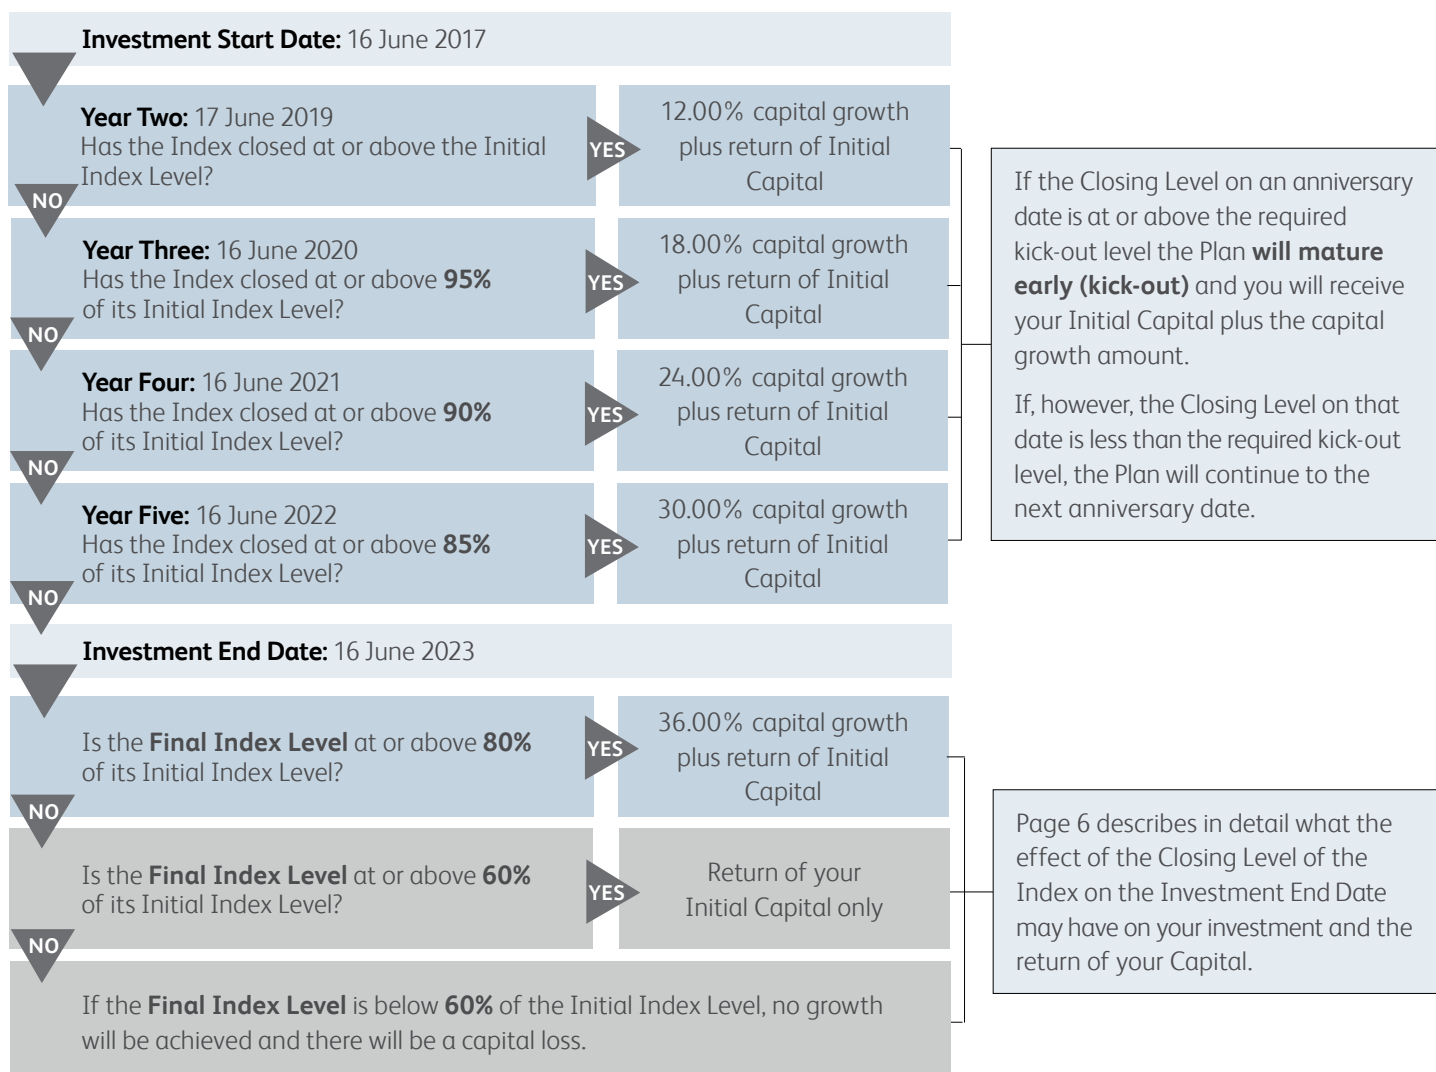 Investment Start Date: 16 June 2017
Year Two: 17 June 2019
Has the Index closed at or above the Initial
Index Level?
YES
12.00% capital growth
plus return of Initial
Capital
NO
Year Three: 16 June 2020
Has the Index closed at or above 95%
of its Initial Index Level?
YES
18.00% capital growth
plus return of Initial
Capital
NO
Year Four: 16 June 2021
Has the Index closed at or above 90%
of its Initial Index Level?
YES
24.00% capital growth
plus return of Initial
Capital
NO
Year Five: 16 June 2022
Has the Index closed at or above 85%
of its Initial Index Level?
YES
30.00% capital growth
plus return of Initial
Capital
NO
If the Closing Level on an anniversary
date is at or above the required
kick-out level the Plan will mature
early (kick-out) and you will receive
your Initial Capital plus the capital
growth amount.
If, however, the Closing Level on that
date is less than the required kick-out
level, the Plan will continue to the
next anniversary date.
Investment End Date: 16 June 2023
Is the Final Index Level at or above 80%
of its Initial Index Level?
YES
36.00% capital growth
plus return of Initial
Capital
NO
Is the Final Index Level at or above 60%
of its Initial Index Level?
YES
Return of your
Initial Capital only
NO
If the Final Index Level is below 60% of the Initial Index Level, no growth
will be achieved and there will be a capital loss.
Page 6 describes in detail what the
effect of the Closing Level of the
Index on the Investment End Date
may have on your investment and the
return of your Capital.